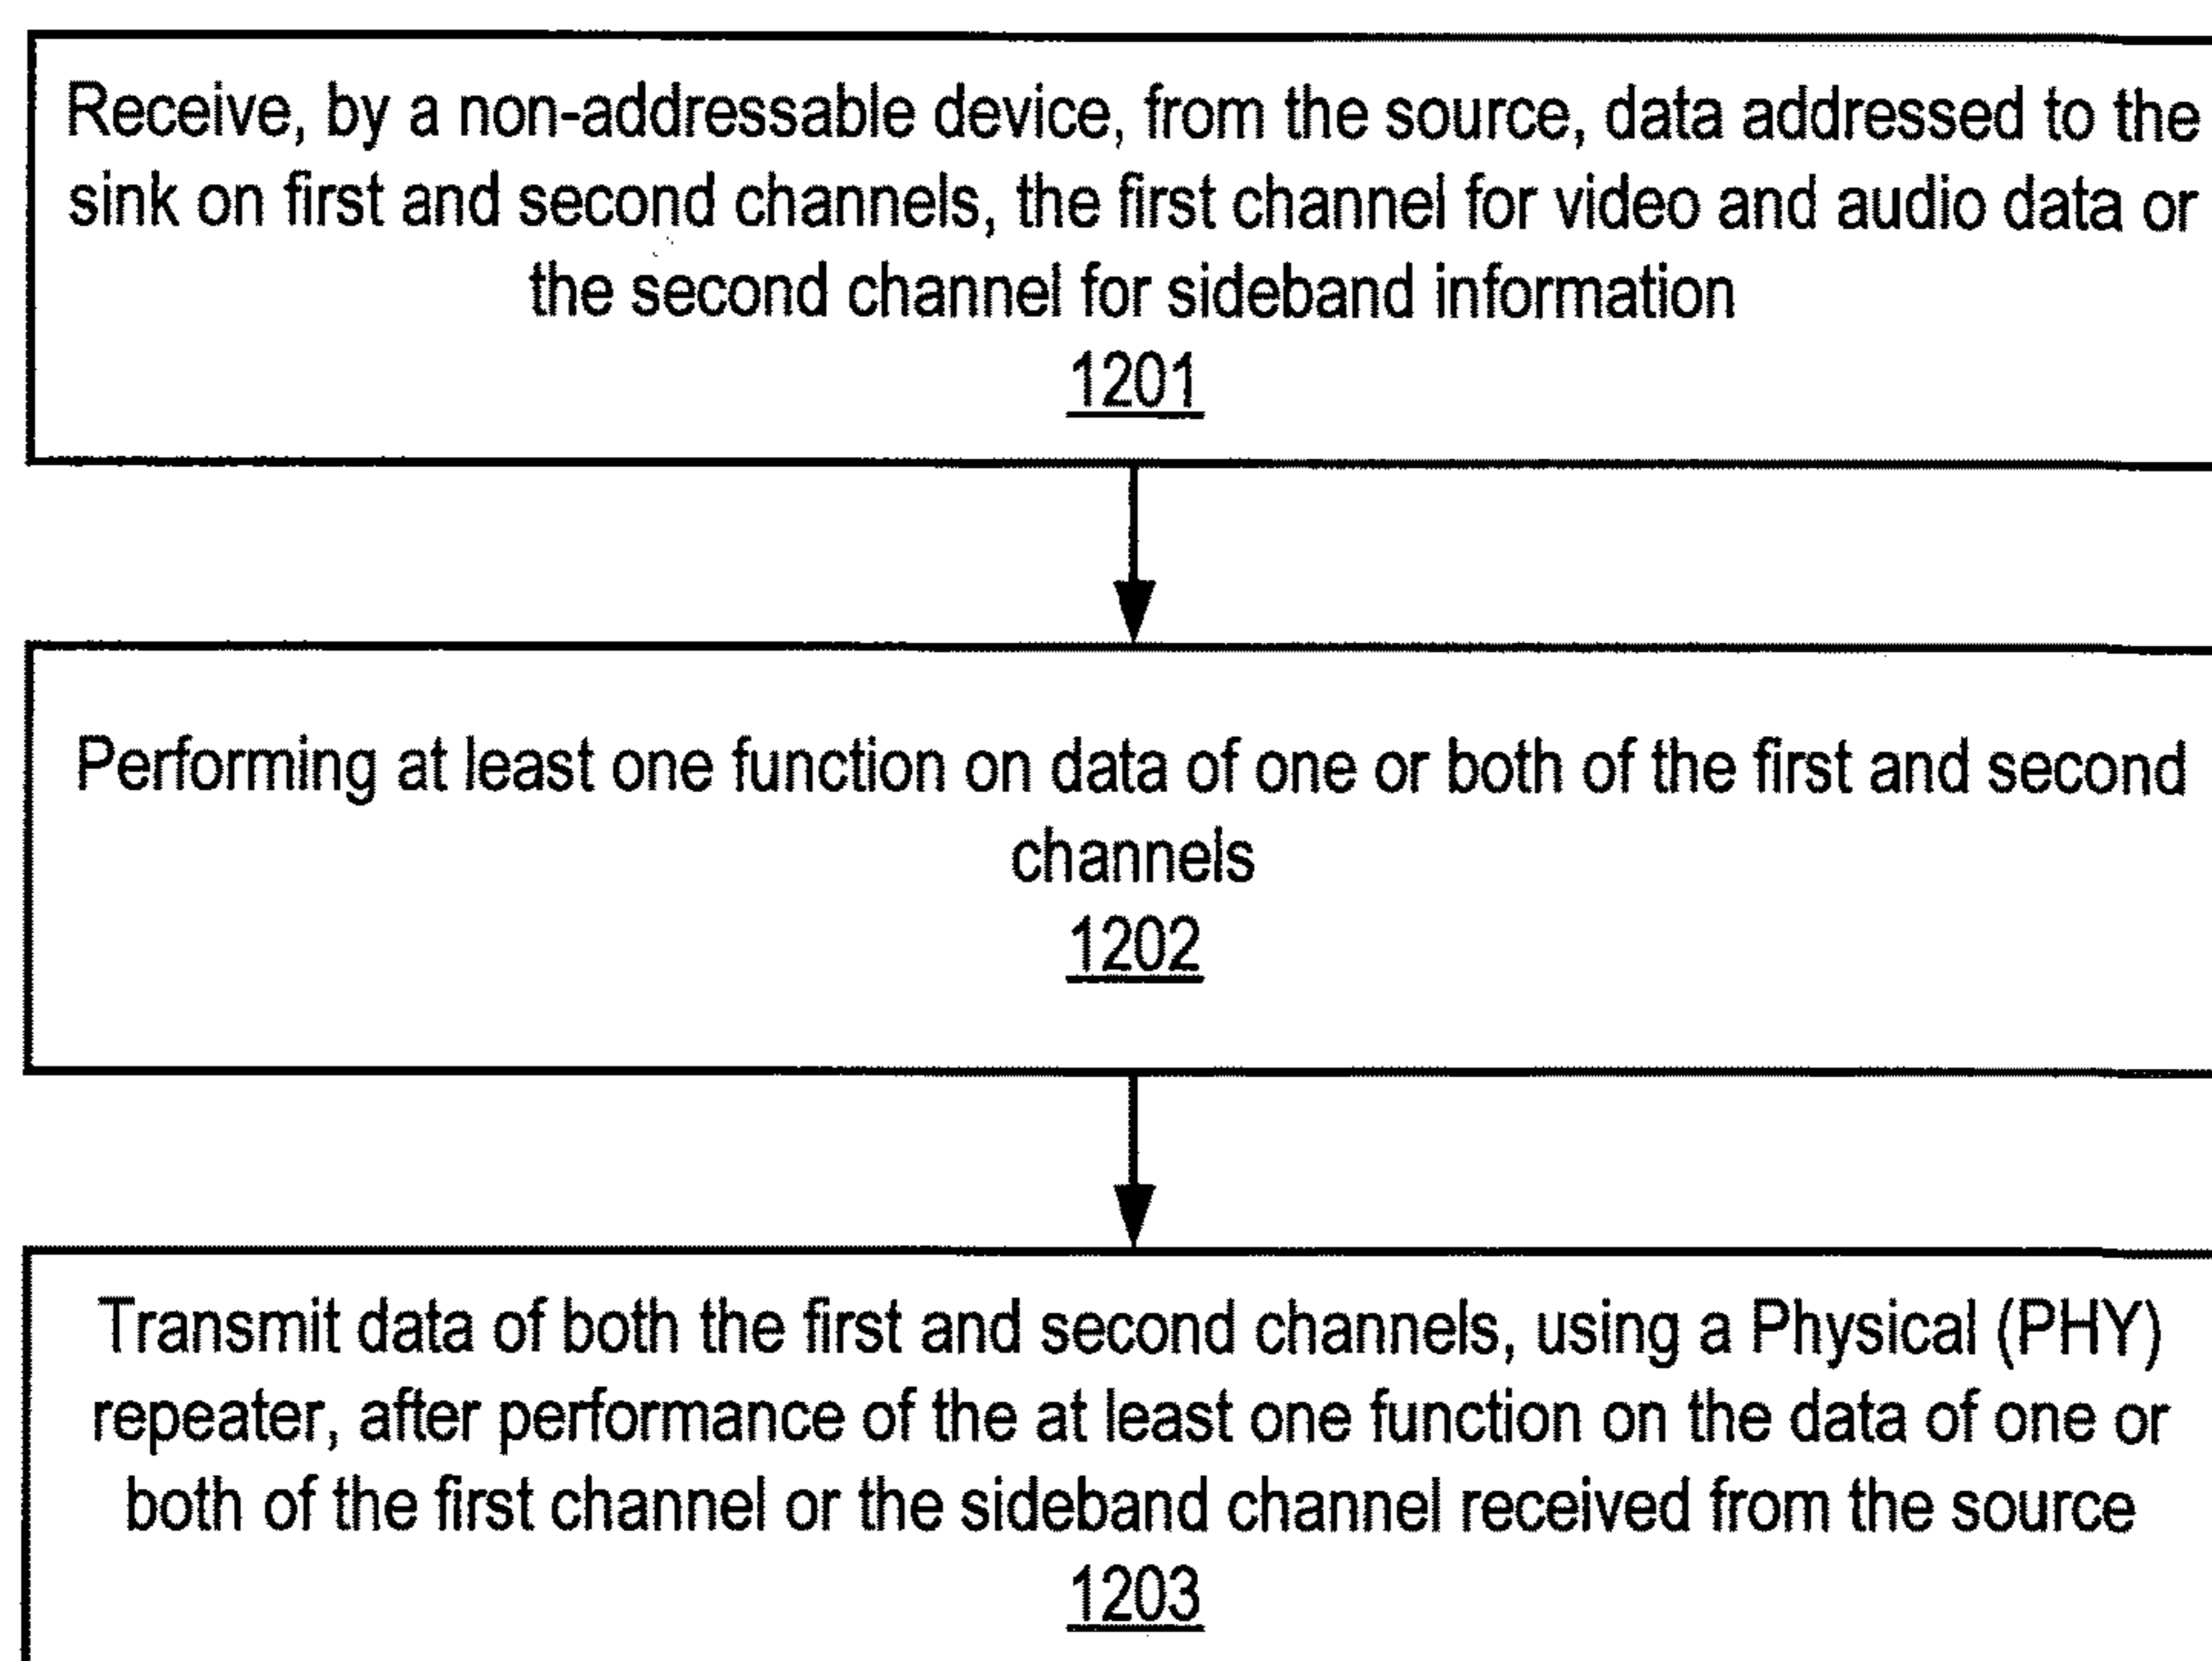 Receive, by a non-addressable device, from the source, data addressed to the
sink on first and second channels, the first channel for video and audio data or
the second channel for sideband information
1201
Performing at least one function on data of one or both of the first and second
channels
1202
Transmit data of both the first and second channels, using a Physical (PHY)
repeater, after performance of the at least one function on the data of one or
both of the first channel or the sideband channel received from the source
1203